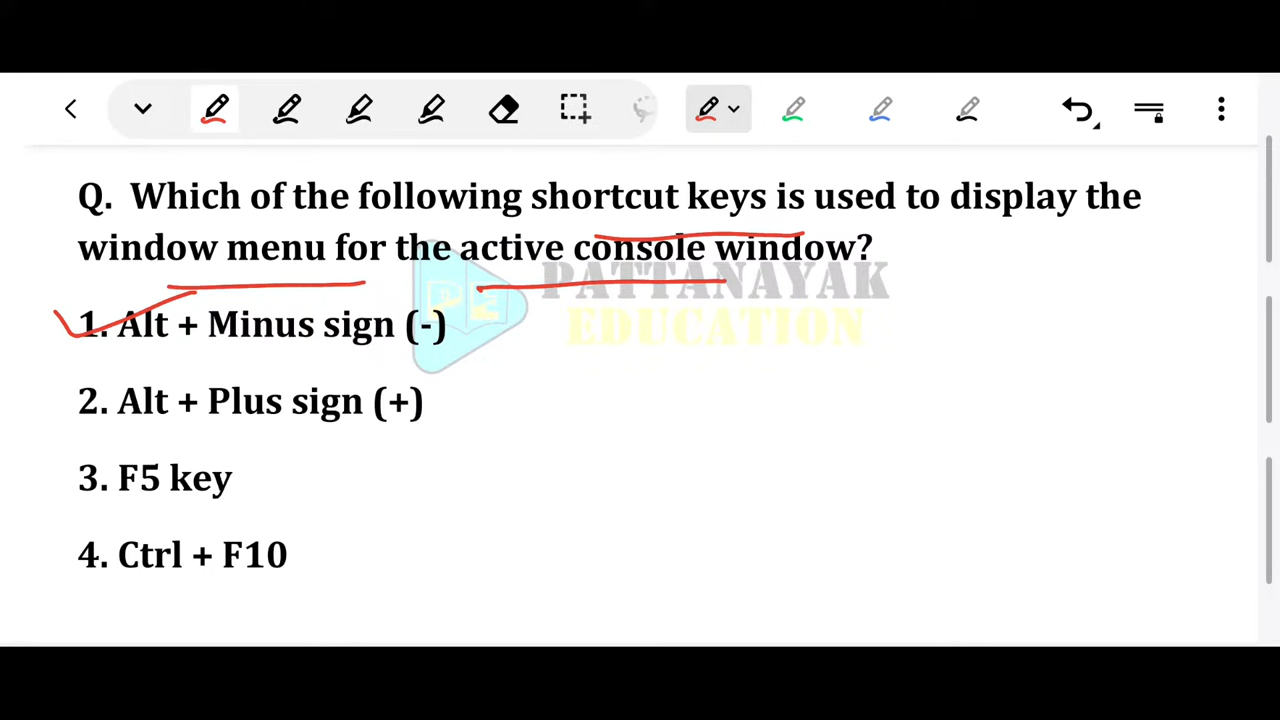 Q. Which of the following shortcut keys is used to display the
window menu for the active console window?
PATTANAYAK
EDUCATION
PE
1. Alt + Minus sign (-)
2. Alt + Plus sign (+)
3. F5 key
4. Ctrl + F10